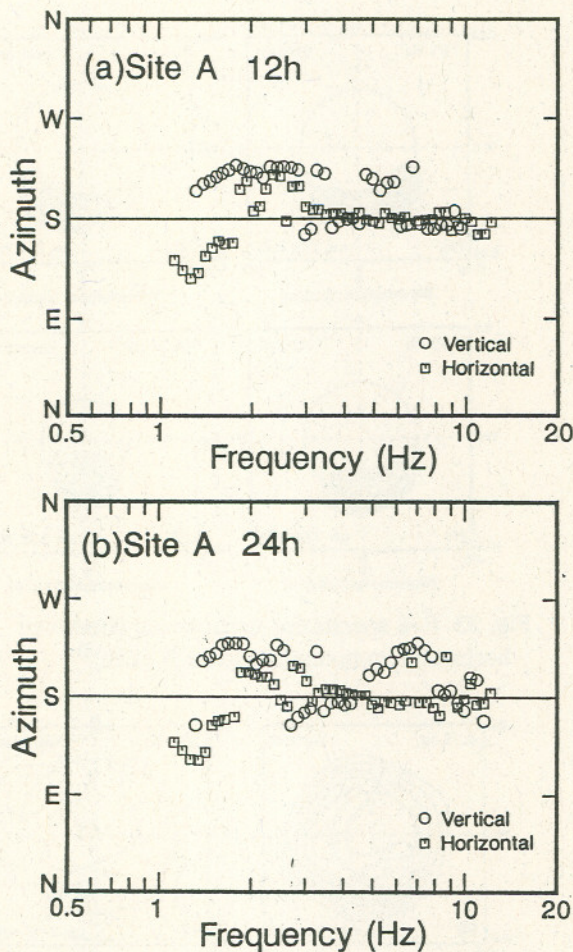 N
(a)Site A 12h
W
Azimuth
S
E
○ Vertical
□ Horizontal
N
0.5 1 10 20
Frequency (Hz)
N
(b)Site A 24h
W
Azimuth
S
E
○ Vertical
□ Horizontal
N
0.5 1 10 20
Frequency (Hz)